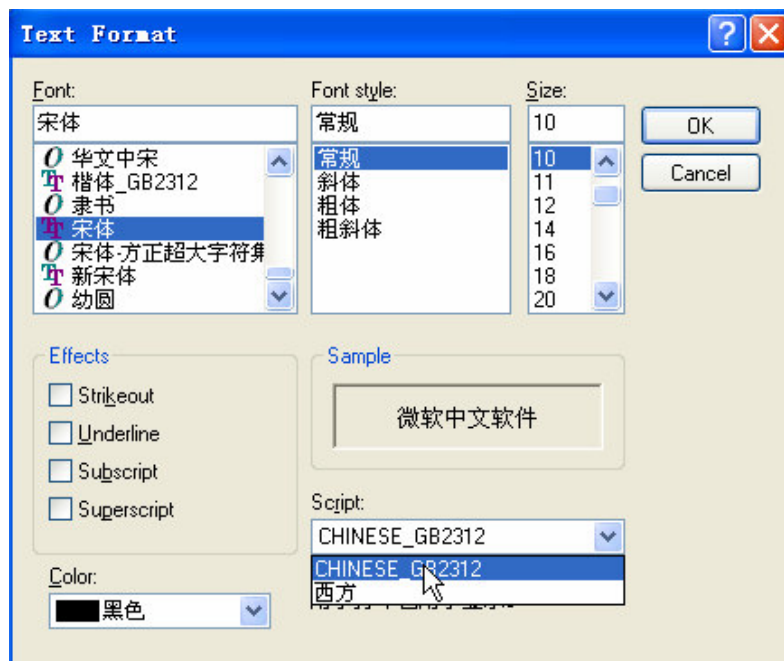 Text Format
Font:
宋体
华文中宋
楷体_GB2312
隶书
宋体
宋体-方正超大字符集
新宋体
幼圆
Font style:
常规
常规
斜体
粗体
粗斜体
Size:
10
10
11
12
14
16
18
20
OK
Cancel
Effects
Strikeout
Underline
Subscript
Superscript
Color:
黑色
Sample
微软中文软件
Script:
CHINESE_GB2312
CHINESE_GB2312
西方